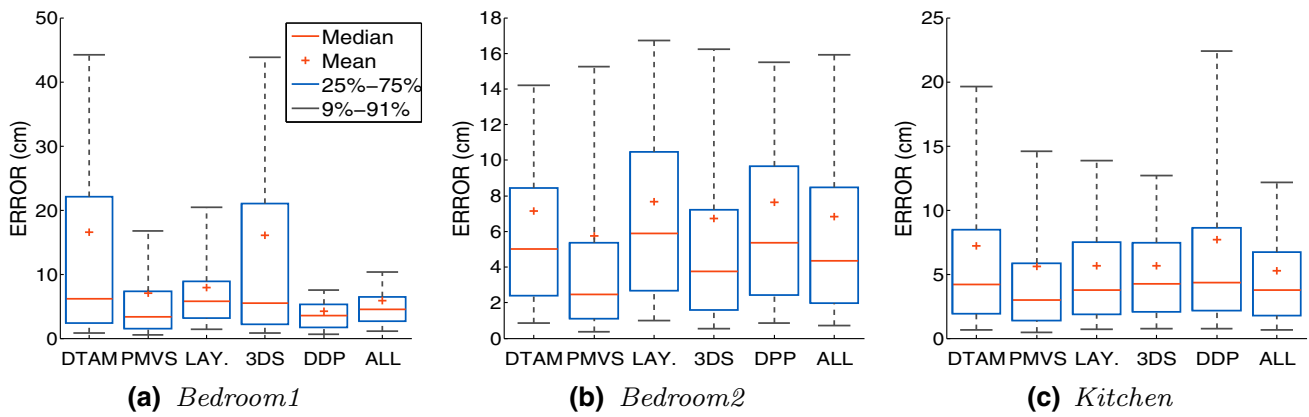 ERROR (cm)
50
40
30
20
10
0
Median
Mean
25%−75%
9%−91%
DTAM PMVS LAY. 3DS DDP ALL
(a) Bedroom1
ERROR (cm)
18
16
14
12
10
8
6
4
2
0
DTAM PMVS LAY. 3DS DPP ALL
(b) Bedroom2
ERROR (cm)
25
20
15
10
5
0
DTAM PMVS LAY. 3DS DDP ALL
(c) Kitchen